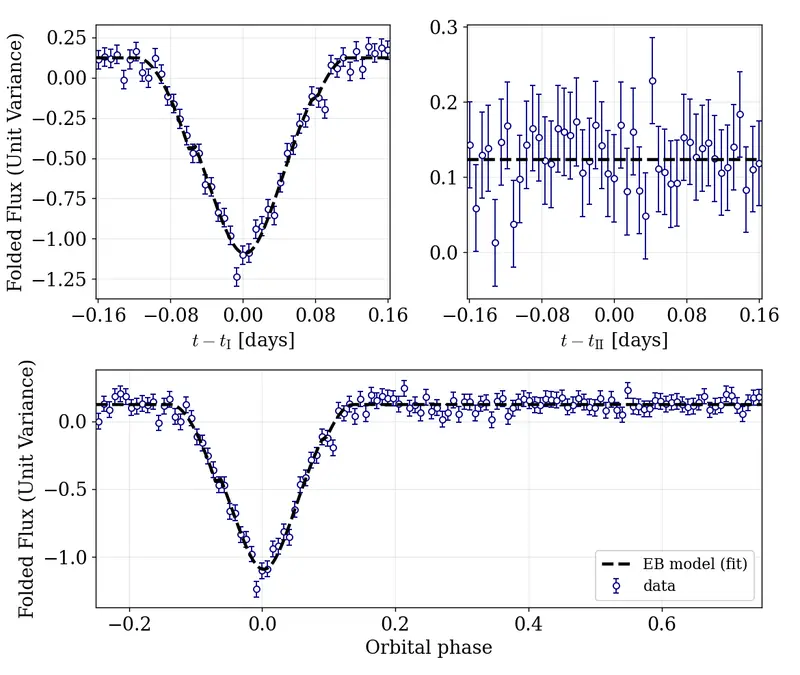 Folded Flux (Unit Variance)
0.25
0.00
−0.25
−0.50
−0.75
−1.00
−1.25
−0.16 −0.08 0.00 0.08 0.16
t − tI [days]
0.3
0.2
0.1
0.0
−0.16 −0.08 0.00 0.08 0.16
t − tII [days]
Folded Flux (Unit Variance)
0.0
−0.5
−1.0
−0.2 0.0 0.2 0.4 0.6
Orbital phase
EB model (fit)
data